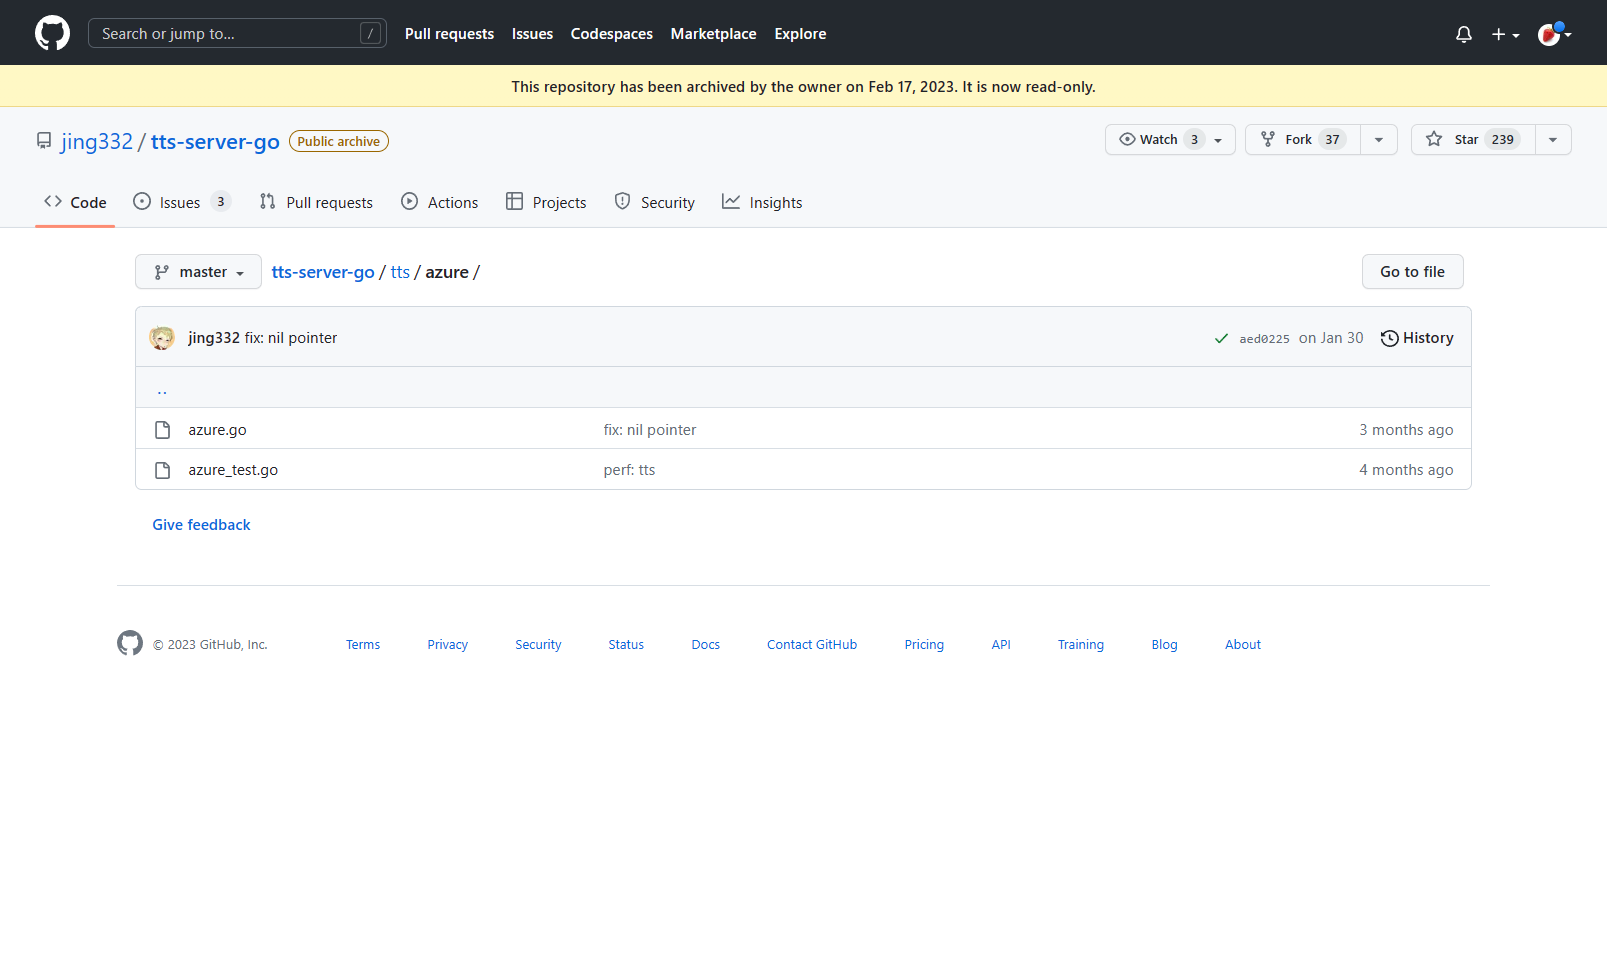 Search or jump to... /
Pull requests Issues Codespaces Marketplace Explore
This repository has been archived by the owner on Feb 17, 2023. It is now read-only.
jing332 / tts-server-go Public archive
Watch 3 Fork 37 Star 239
Code Issues 3 Pull requests Actions Projects Security Insights
master tts-server-go / tts / azure / Go to file
jing332 fix: nil pointer aed0225 on Jan 30 History
..
azure.go fix: nil pointer 3 months ago
azure_test.go perf: tts 4 months ago
Give feedback
© 2023 GitHub, Inc. Terms Privacy Security Status Docs Contact GitHub Pricing API Training Blog About